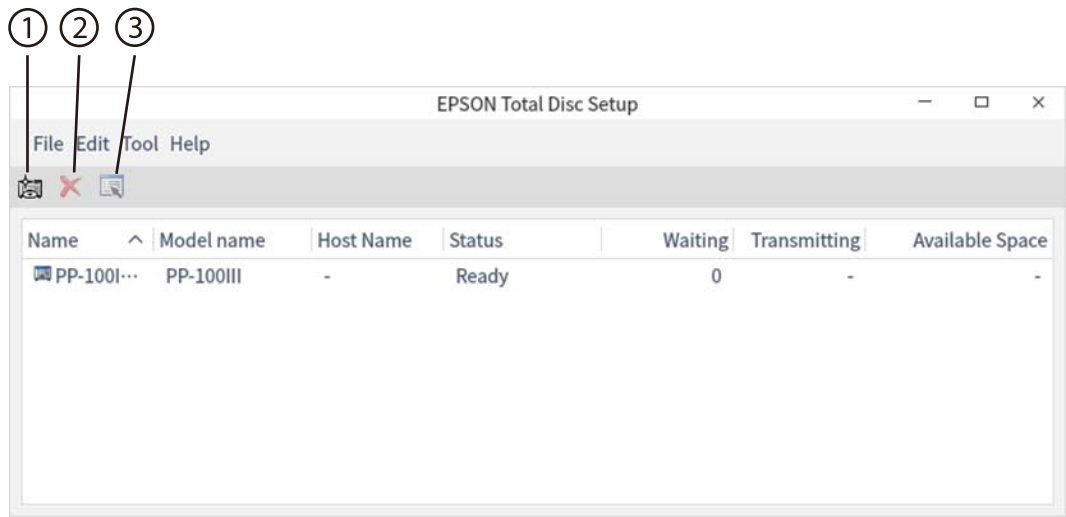 1 2 3
EPSON Total Disc Setup
File Edit Tool Help
Name Model name Host Name Status Waiting Transmitting Available Space
PP-100I… PP-100III - Ready 0 - -